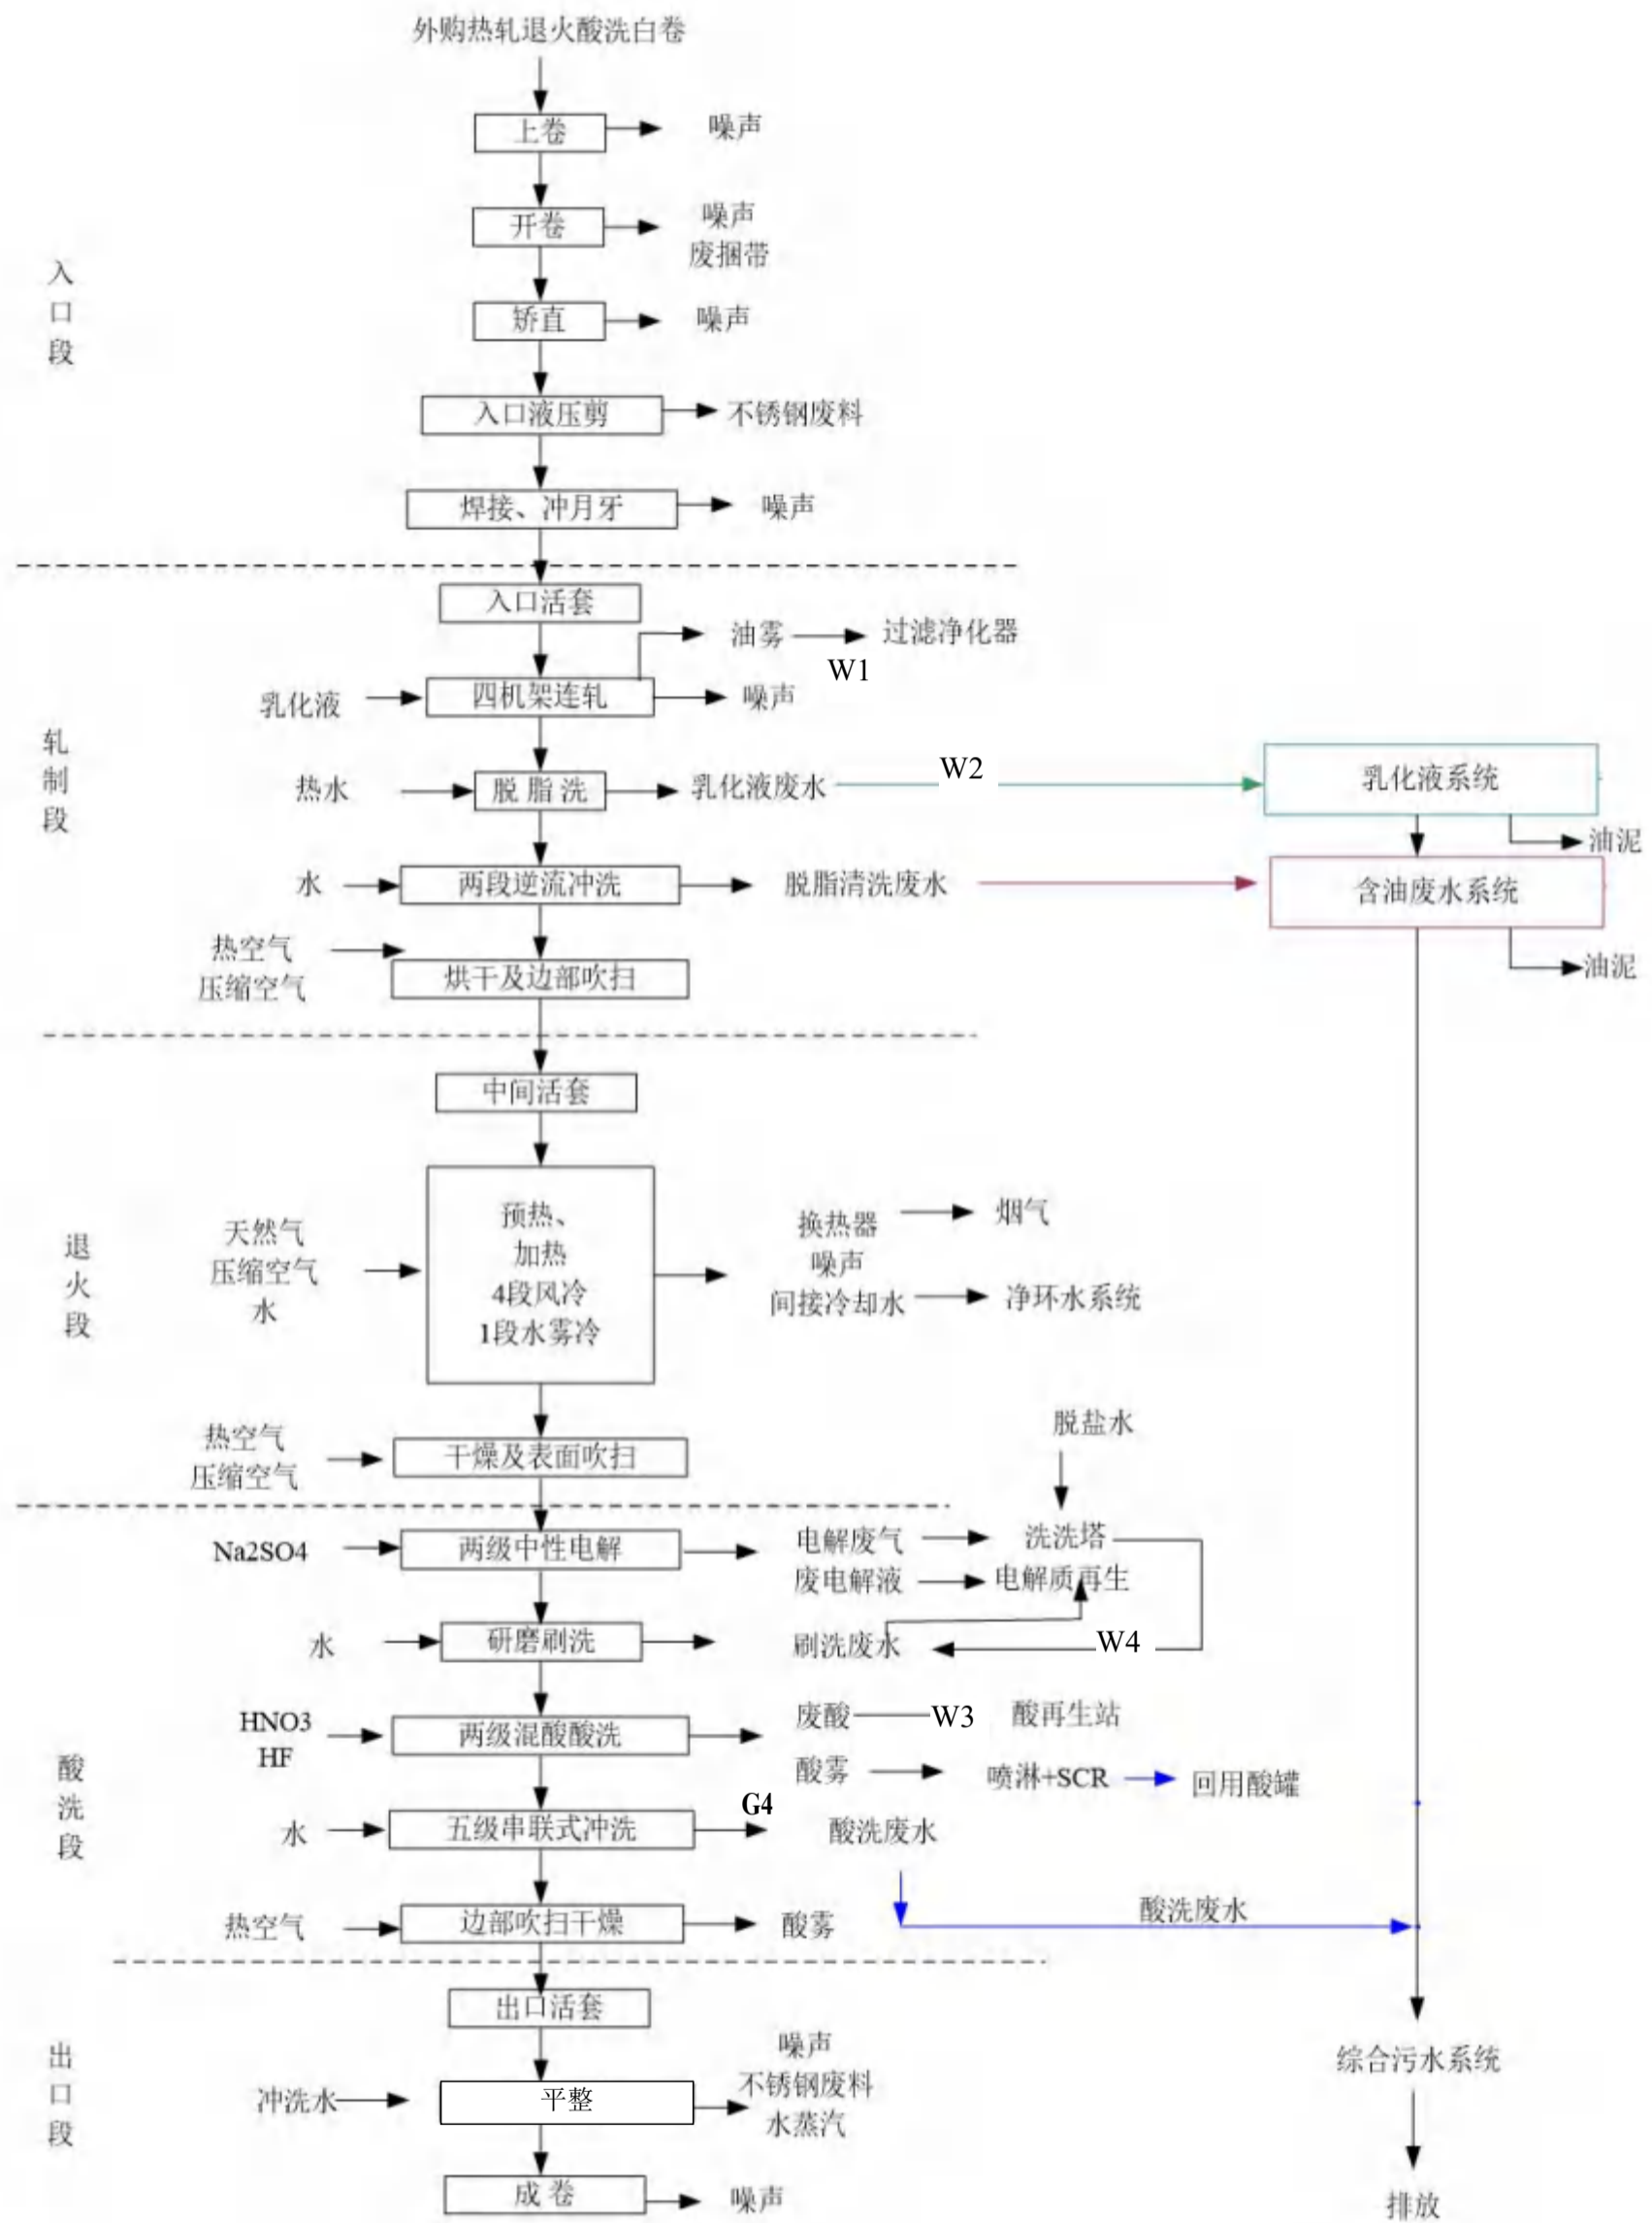 外购热轧退火酸洗白卷
上卷
噪声
开卷
噪声
废捆带
入口段
矫直
噪声
入口液压剪
不锈钢废料
焊接、冲月牙
噪声
入口活套
油雾
过滤净化器
W1
乳化液
四机架连轧
噪声
轧制段
热水
脱脂洗
乳化液废水
W2
乳化液系统
油泥
水
两段逆流冲洗
脱脂清洗废水
含油废水系统
热空气
压缩空气
烘干及边部吹扫
油泥
中间活套
退火段
天然气
压缩空气
水
预热、
加热
4段风冷
1段水雾冷
换热器
烟气
噪声
间接冷却水
净环水系统
热空气
压缩空气
干燥及表面吹扫
脱盐水
Na2SO4
两级中性电解
电解废气
洗洗塔
废电解液
电解质再生
水
研磨刷洗
刷洗废水
W4
酸洗段
HNO3
HF
两级混酸酸洗
废酸
W3
酸再生站
酸雾
喷淋+SCR
回用酸罐
水
五级串联式冲洗
G4
酸洗废水
酸洗废水
热空气
边部吹扫干燥
酸雾
出口活套
出口段
冲洗水
平整
噪声
不锈钢废料
水蒸汽
综合污水系统
成卷
噪声
排放